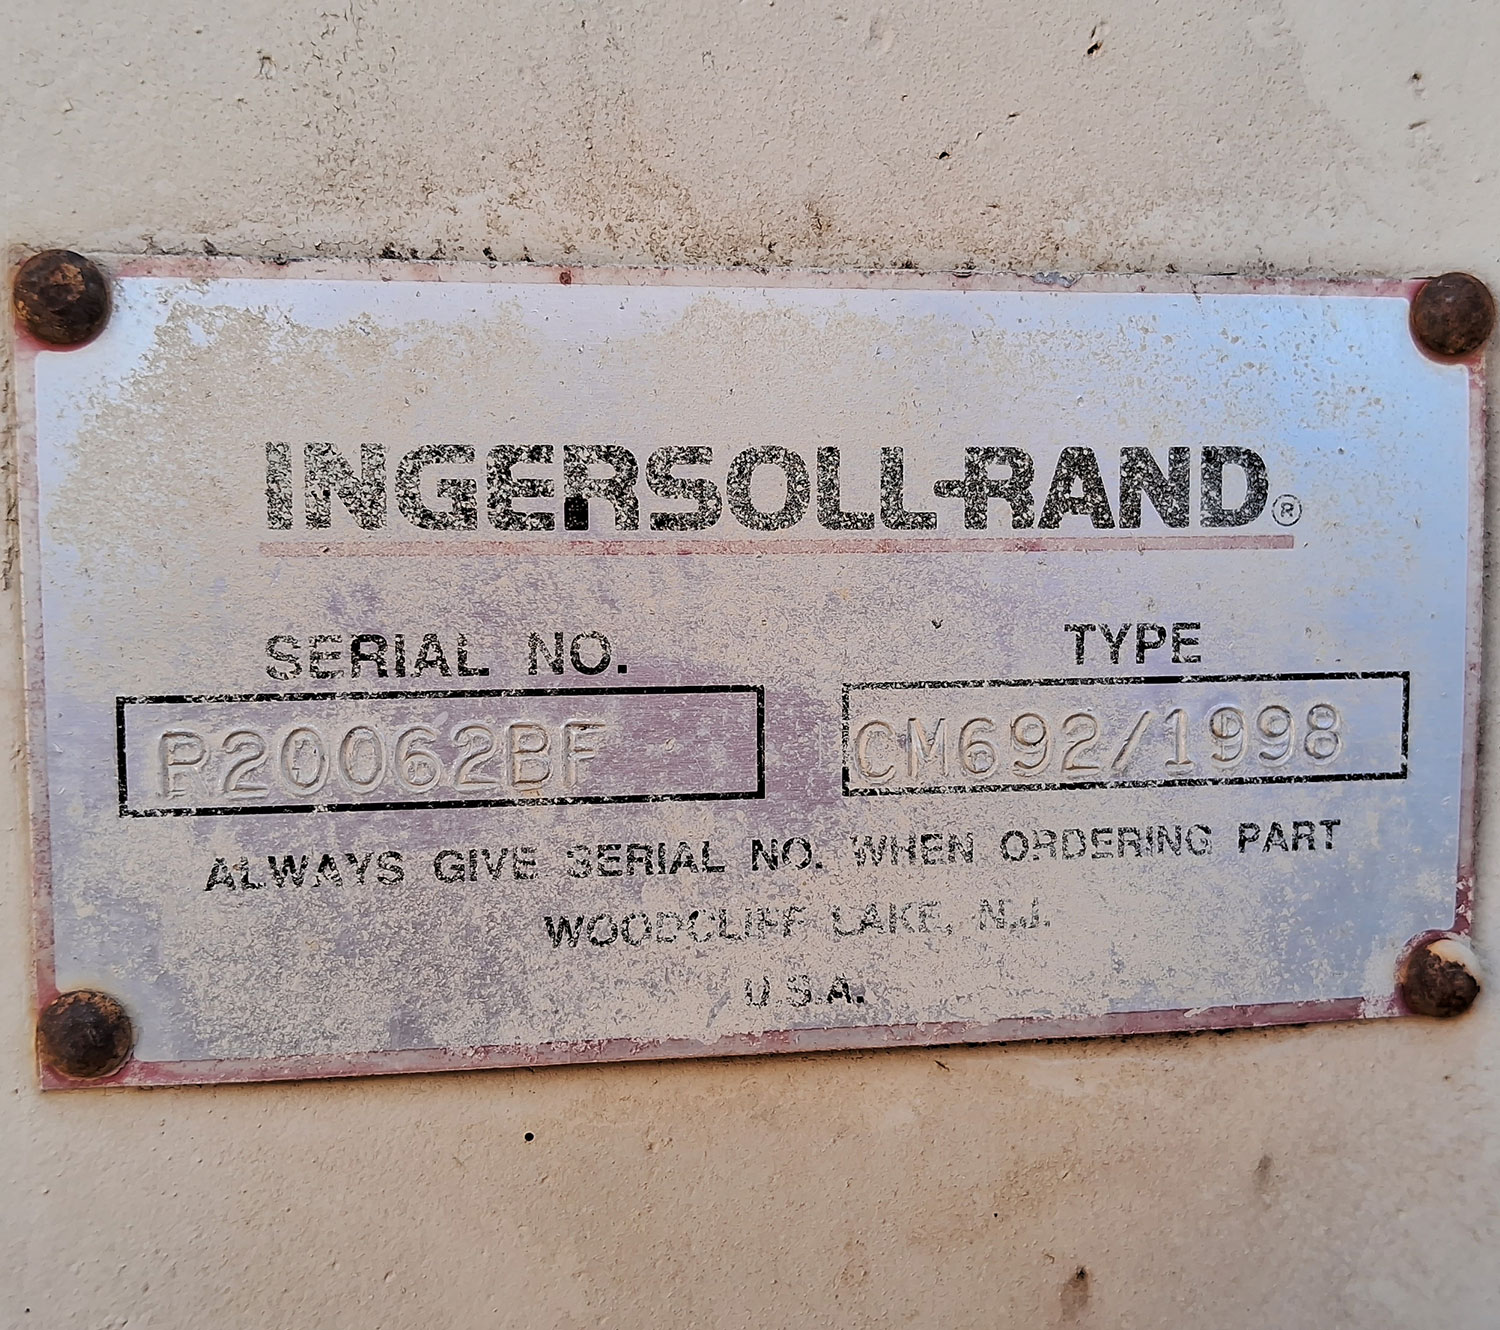 INGERSOLL-RAND®
SERIAL NO. TYPE
P20062BF CM692/1998
ALWAYS GIVE SERIAL NO. WHEN ORDERING PART
WOODCLIFF LAKE, N.J.
U.S.A.